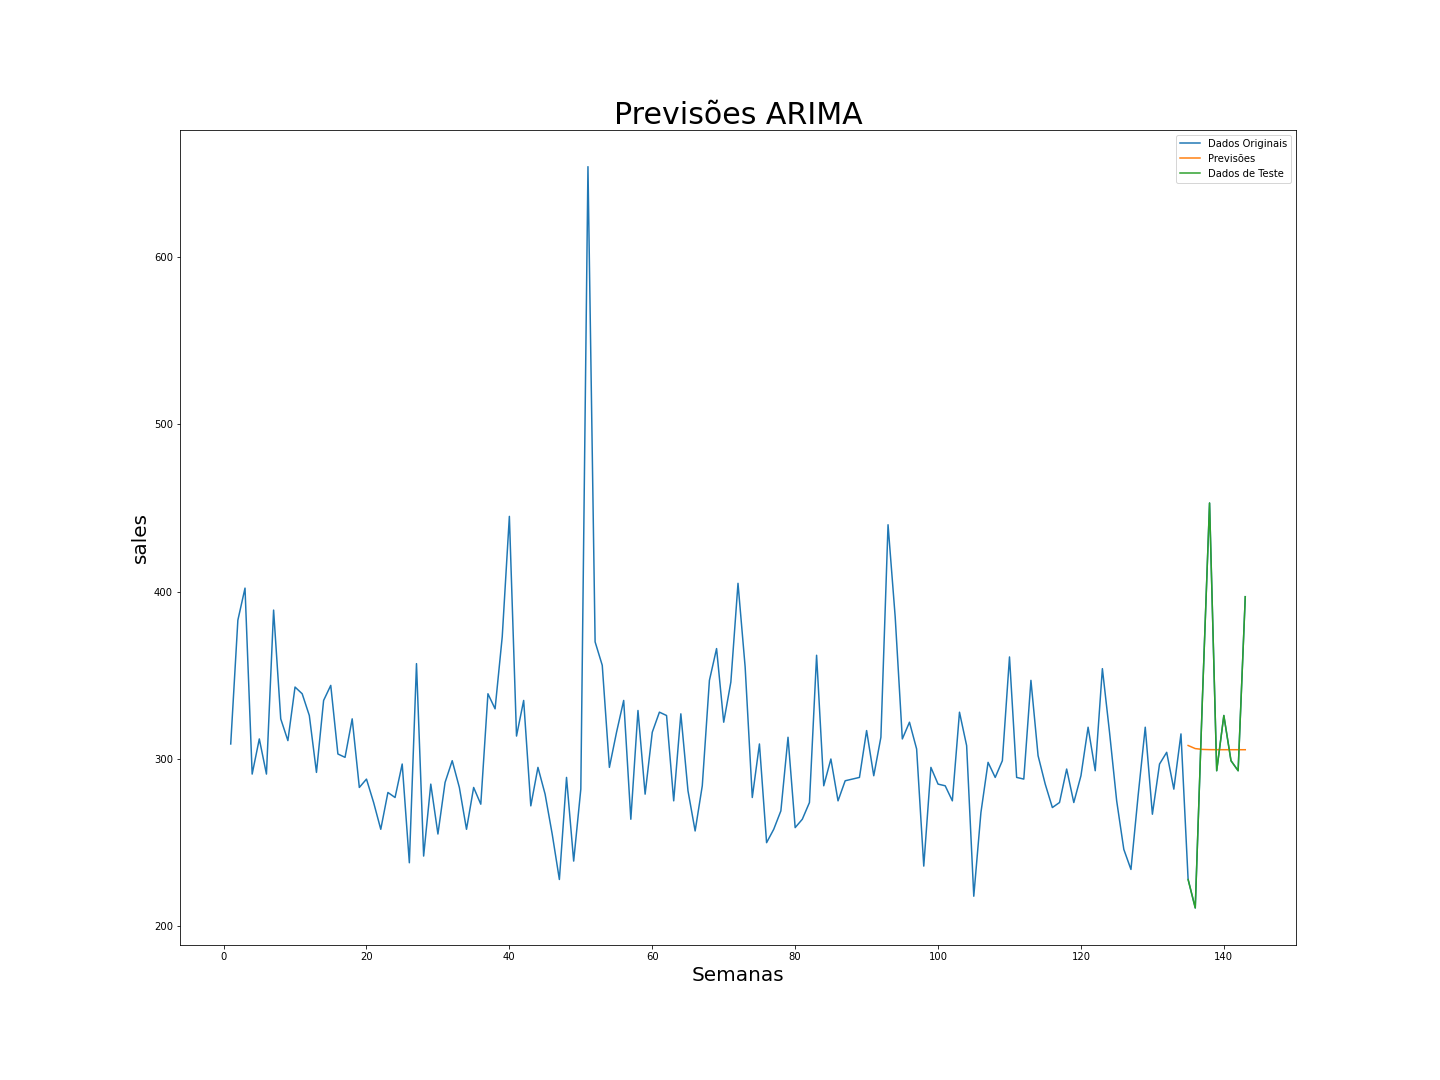 Previsões ARIMA
Dados Originais
Previsões
Dados de Teste
600
500
400
300
200
sales
0 20 40 60 80 100 120 140
Semanas